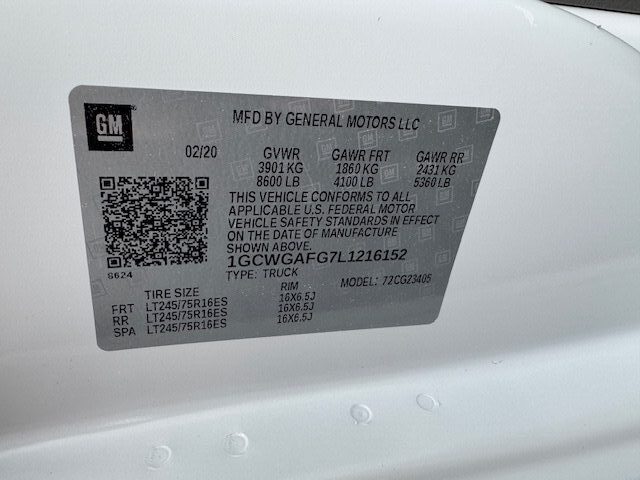 GM
MFD BY GENERAL MOTORS LLC
02/20 GVWR GAWR FRT GAWR RR
3901 KG 1860 KG 2431 KG
8600 LB 4100 LB 5360 LB
THIS VEHICLE CONFORMS TO ALL
APPLICABLE U.S. FEDERAL MOTOR
VEHICLE SAFETY STANDARDS IN EFFECT
ON THE DATE OF MANUFACTURE
SHOWN ABOVE.
1GCWGAFG7L1216152
8624
TYPE: TRUCK 72CG23405
TIRE SIZE RIM
FRT LT245/75R16ES 16X6.5J
RR LT245/75R16ES 16X6.5J
SPA LT245/75R16ES 16X6.5J